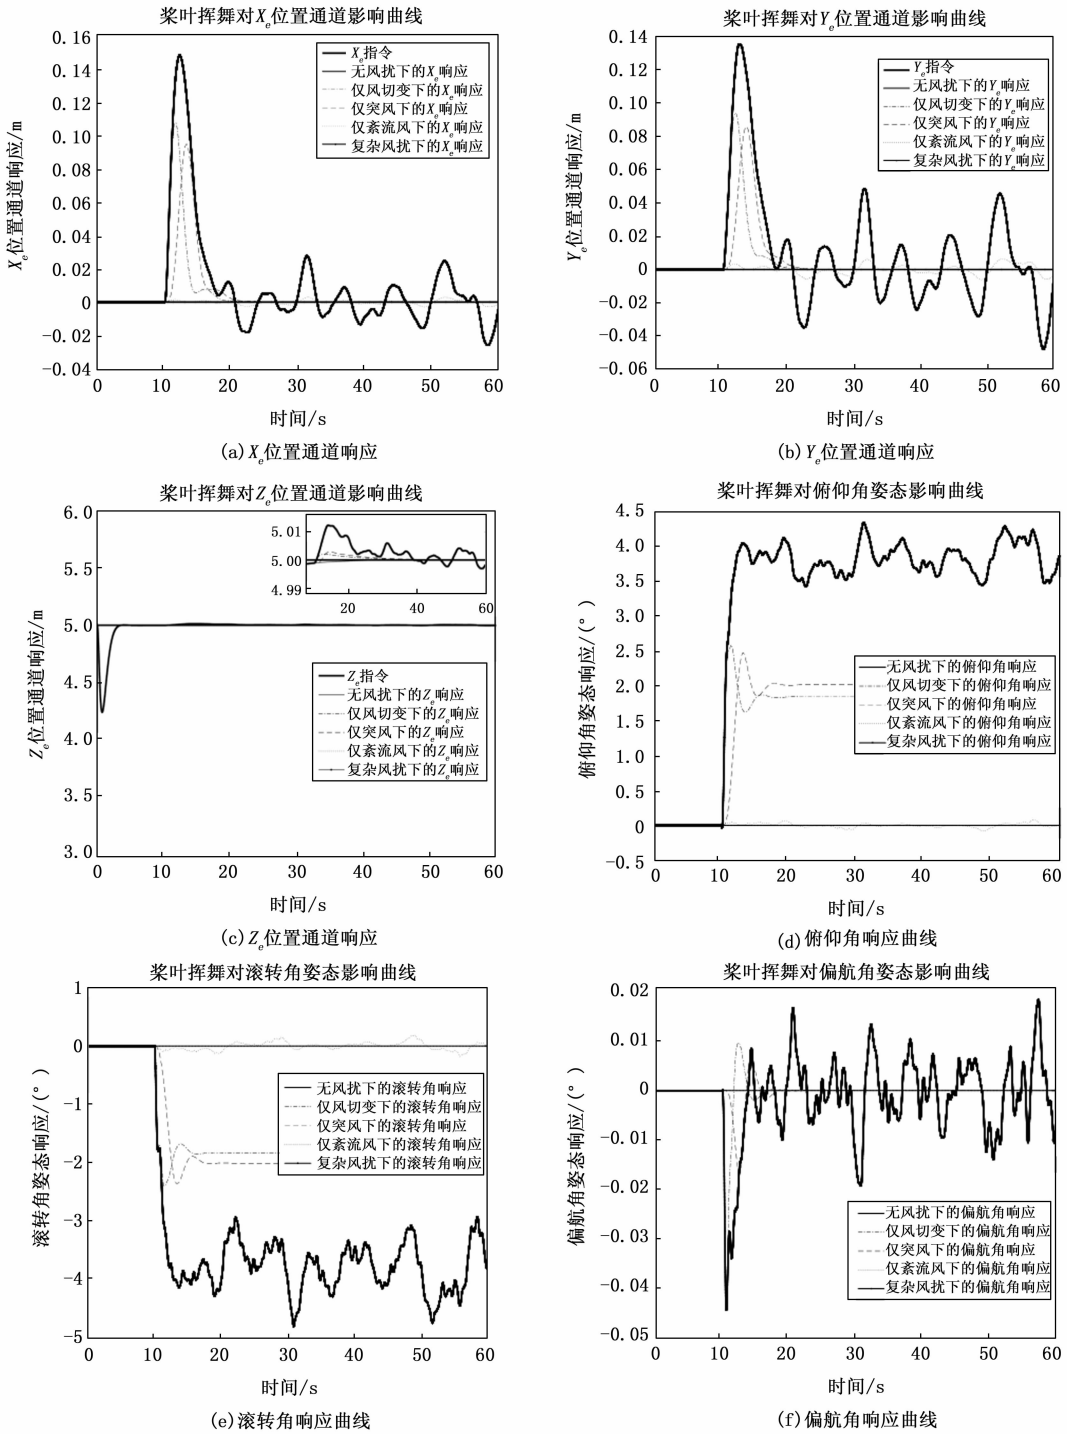 桨叶挥舞对Xe位置通道影响曲线
0.16
0.14
0.12
0.10
0.08
0.06
0.04
0.02
0
-0.02
-0.04
Xe位置通道响应/m
Xe指令
无风扰下的Xe响应
仅风切变下的Xe响应
仅突风下的Xe响应
仅紊流风下的Xe响应
复杂风扰下的Xe响应
0 10 20 30 40 50 60
时间/s
(a)Xe位置通道响应
桨叶挥舞对Ye位置通道影响曲线
0.14
0.12
0.10
0.08
0.06
0.04
0.02
0
-0.02
-0.04
-0.06
Ye位置通道响应/m
Ye指令
无风扰下的Ye响应
仅风切变下的Ye响应
仅突风下的Ye响应
仅紊流风下的Ye响应
复杂风扰下的Ye响应
0 10 20 30 40 50 60
时间/s
(b)Ye位置通道响应
桨叶挥舞对Ze位置通道影响曲线
6.0
5.5
5.0
4.5
4.0
3.5
3.0
Ze位置通道响应/m
5.01
5.00
4.99
20 40 60
Ze指令
无风扰下的Ze响应
仅风切变下的Ze响应
仅突风下的Ze响应
仅紊流风下的Ze响应
复杂风扰下的Ze响应
0 10 20 30 40 50 60
时间/s
(c)Ze位置通道响应
桨叶挥舞对俯仰角姿态影响曲线
4.5
4.0
3.5
3.0
2.5
2.0
1.5
1.0
0.5
0
-0.5
俯仰角姿态响应/(°)
无风扰下的俯仰角响应
仅风切变下的俯仰角响应
仅突风下的俯仰角响应
仅紊流风下的俯仰角响应
复杂风扰下的俯仰角响应
0 10 20 30 40 50 60
时间/s
(d)俯仰角响应曲线
桨叶挥舞对滚转角姿态影响曲线
1
0
-1
-2
-3
-4
-5
滚转角姿态响应/(°)
无风扰下的滚转角响应
仅风切变下的滚转角响应
仅突风下的滚转角响应
仅紊流风下的滚转角响应
复杂风扰下的滚转角响应
0 10 20 30 40 50 60
时间/s
(e)滚转角响应曲线
桨叶挥舞对偏航角姿态影响曲线
0.02
0.01
0
-0.01
-0.02
-0.03
-0.04
-0.05
偏航角姿态响应/(°)
无风扰下的偏航角响应
仅风切变下的偏航角响应
仅突风下的偏航角响应
仅紊流风下的偏航角响应
复杂风扰下的偏航角响应
0 10 20 30 40 50 60
时间/s
(f)偏航角响应曲线